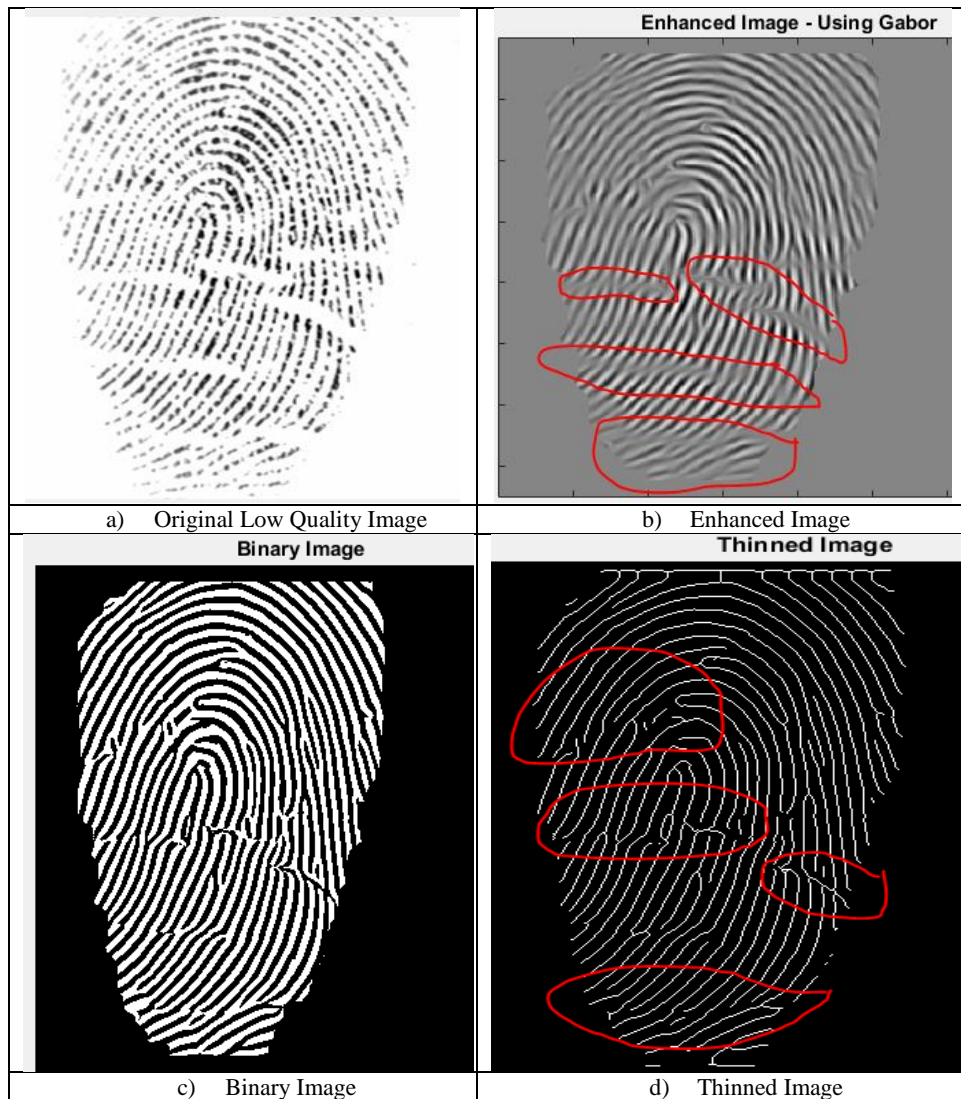 Enhanced Image - Using Gabor
a) Original Low Quality Image
b) Enhanced Image
Binary Image
Thinned Image
c) Binary Image
d) Thinned Image